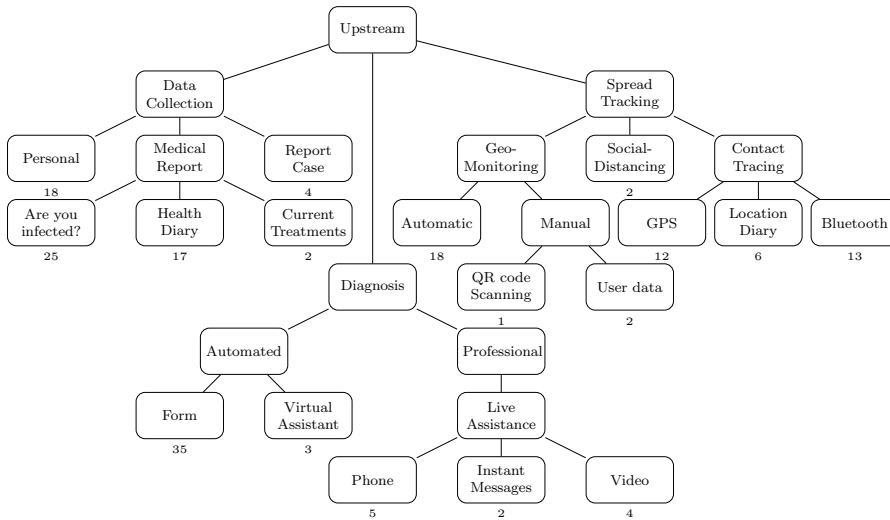 Upstream
Data
Collection
Spread
Tracking
Personal
Medical
Report
Report
Case
Geo-
Monitoring
Social-
Distancing
Contact
Tracing
18
4
2
Are you
infected?
Health
Diary
Current
Treatments
Automatic
Manual
GPS
Location
Diary
Bluetooth
25
17
2
18
12
6
13
Diagnosis
QR code
Scanning
User data
1
2
Automated
Professional
Form
Virtual
Assistant
Live
Assistance
35
3
Phone
Instant
Messages
Video
5
2
4